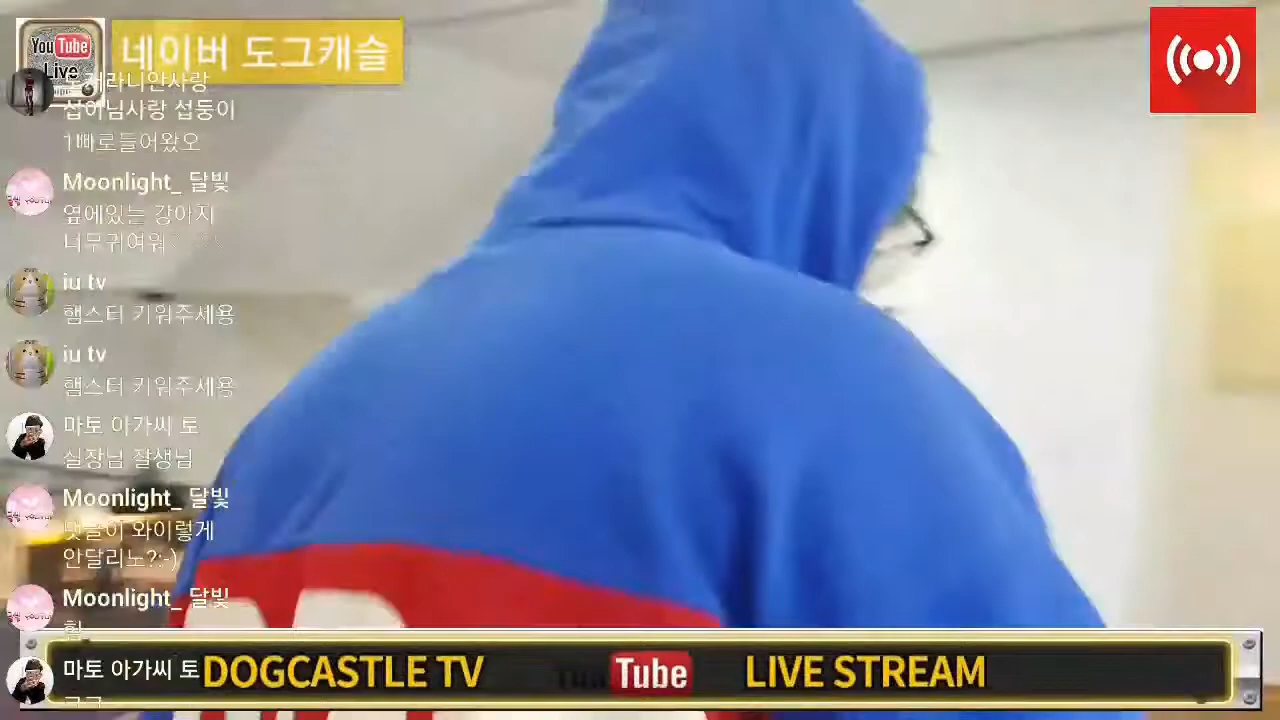 YouTube
Live
네이버 도그캐슬
섭이님사랑 섭둥이
1빠로들어왔오
Moonlight_ 달빛
옆에있는 강아지
너무귀여워
iu tv
햄스터 키워주세용
iu tv
햄스터 키워주세용
마토 아가씨 토
실장님 잘생님
Moonlight_ 달빛
댓글이 와이렇게
안달리노?:-)
Moonlight_ 달빛
힘
마토 아가씨 토
DOGCASTLE TV
Tube
LIVE STREAM